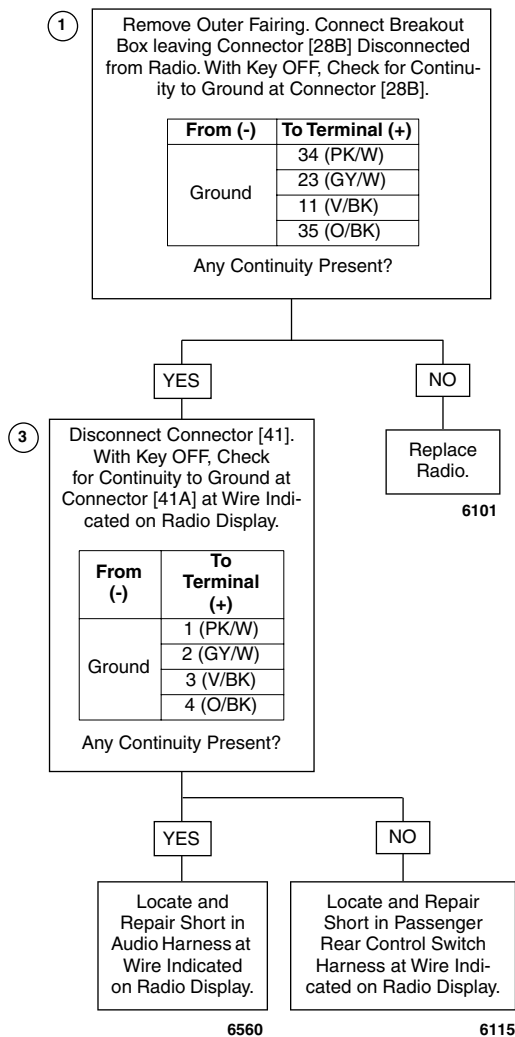 1
Remove Outer Fairing. Connect Breakout
Box leaving Connector [28B] Disconnected
from Radio. With Key OFF, Check for Continu-
ity to Ground at Connector [28B].
From (-) To Terminal (+)
Ground
34 (PK/W)
23 (GY/W)
11 (V/BK)
35 (O/BK)
Any Continuity Present?
YES
NO
3
Disconnect Connector [41].
With Key OFF, Check
for Continuity to Ground at
Connector [41A] at Wire Indi-
cated on Radio Display.
From
(-)
To
Terminal
(+)
Ground
1 (PK/W)
2 (GY/W)
3 (V/BK)
4 (O/BK)
Any Continuity Present?
Replace
Radio.
6101
YES
NO
Locate and
Repair Short in
Audio Harness at
Wire Indicated
on Radio Display.
6560
Locate and Repair
Short in Passenger
Rear Control Switch
Harness at Wire Indi-
cated on Radio Display.
6115